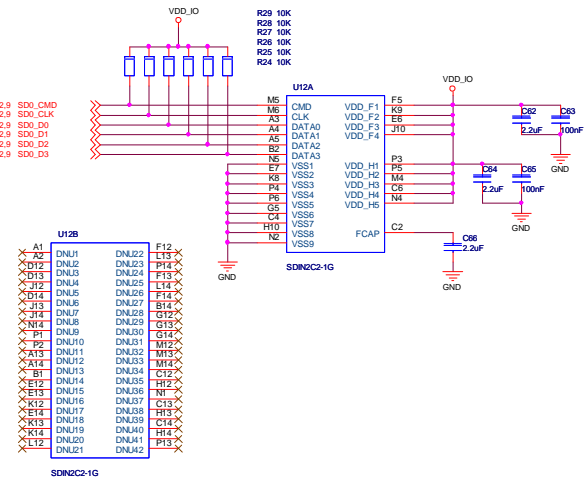 VDD_IO
R29 10K
R28 10K
R27 10K
R26 10K
R25 10K
R24 10K
VDD_IO
U12A
2,9 SD0_CMD M5 CMD VDD_F1 F5
2,9 SD0_CLK M6 CLK VDD_F2 K9
2,9 SD0_D0 A3 DATA0 VDD_F3 E6
2,9 SD0_D1 A4 DATA1 VDD_F4 J10
2,9 SD0_D2 A5 DATA2
2,9 SD0_D3 B2 DATA3
C62 2.2uF
C63 100nF
GND
N5 VSS1 VDD_H1 P3
E7 VSS2 VDD_H2 P5
K8 VSS3 VDD_H3 M4
P4 VSS4 VDD_H4 C6
P6 VSS5 VDD_H5 N4
G5 VSS6
C4 VSS7
H10 VSS8 FCAP C2
N2 VSS9
C64 2.2uF
C65 100nF
GND
C66 2.2uF
GND
GND
SDIN2C2-1G
U12B
A1 DNU1 DNU22 F12
A2 DNU2 DNU23 L13
D12 DNU3 DNU24 P14
D13 DNU4 DNU25 F13
J12 DNU5 DNU26 L14
D14 DNU6 DNU27 F14
J13 DNU7 DNU28 B14
J14 DNU8 DNU29 G12
N14 DNU9 DNU30 G13
P1 DNU10 DNU31 G14
P2 DNU11 DNU32 M12
A13 DNU12 DNU33 M13
A14 DNU13 DNU34 M14
B1 DNU14 DNU35 C12
E12 DNU15 DNU36 H12
E13 DNU16 DNU37 N1
K12 DNU17 DNU38 C13
E14 DNU18 DNU39 H13
K13 DNU19 DNU40 C14
K14 DNU20 DNU41 H14
L12 DNU21 DNU42 P13
SDIN2C2-1G